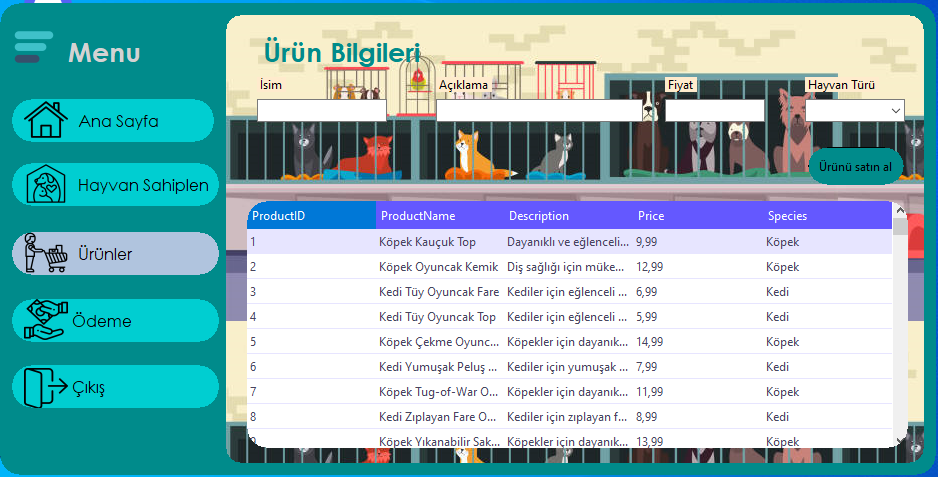 Menu
Ana Sayfa
Hayvan Sahiplen
Ürünler
Ödeme
Çıkış
Ürün Bilgileri
İsim Açıklama Fiyat Hayvan Türü
Ürünü satın al
ProductID ProductName Description Price Species
1 Köpek Kauçuk Top Dayanıklı ve eğlenceli... 9,99 Köpek
2 Köpek Oyuncak Kemik Diş sağlığı için müke... 12,99 Köpek
3 Kedi Tüy Oyuncak Fare Kediler için eğlenceli ... 6,99 Kedi
4 Kedi Tüy Oyuncak Top Kediler için eğlenceli ... 5,99 Kedi
5 Köpek Çekme Oyunc... Köpekler için dayanık... 14,99 Köpek
6 Kedi Yumuşak Peluş ... Kediler için yumuşak ... 7,99 Kedi
7 Köpek Tug-of-War O... Köpekler için dayanık... 11,99 Köpek
8 Kedi Zıplayan Fare O... Kediler için zıplayan f... 8,99 Kedi
9 Köpek Yıkanabilir Sak... Köpekler için dayanık... 13,99 Köpek